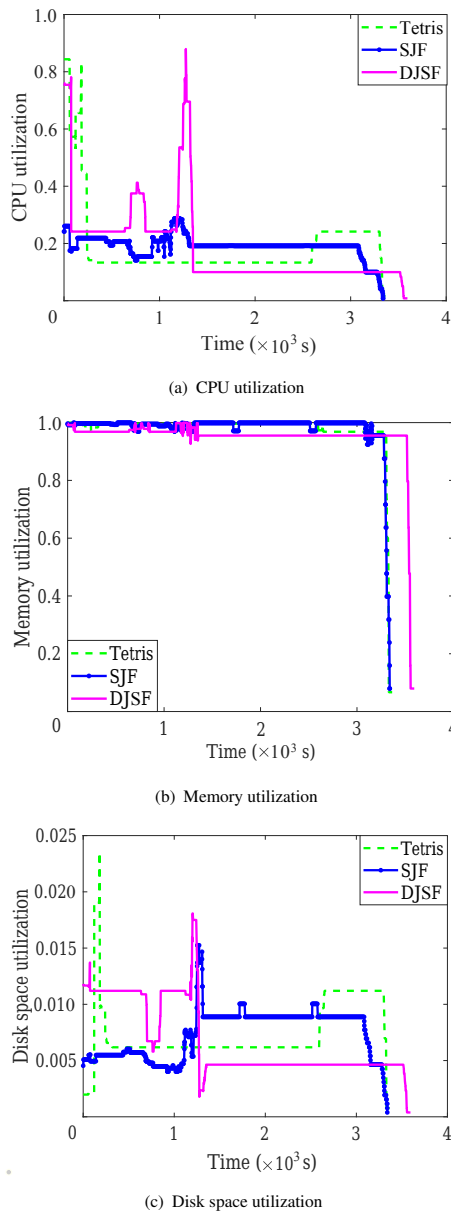 1.0
0.8
0.6
0.4
0.2
0
CPU utilization
Tetris
SJF
DJSF
1
2
3
4
Time (×10³ s)
(a) CPU utilization
1.0
0.8
0.6
0.4
0.2
0
Memory utilization
Tetris
SJF
DJSF
0
1
2
3
4
Time (×10³ s)
(b) Memory utilization
0.025
0.020
0.015
0.010
0.005
Disk space utilization
Tetris
SJF
DJSF
0
1
2
3
4
Time (×10³ s)
(c) Disk space utilization